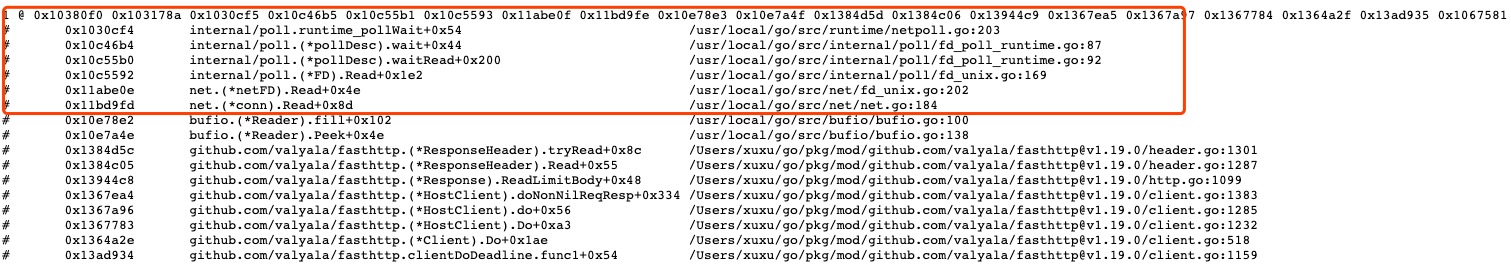 1 @ 0x10380f0 0x103178a 0x1030cf5 0x10c46b5 0x10c55b1 0x10c5593 0x11abe0f 0x11bd9fe 0x10e78e3 0x10e7a4f 0x1384d5d 0x1384c06 0x13944c9 0x1367ea5 0x1367a97 0x1367784 0x1364a2f 0x13ad935 0x1067581
# 0x1030cf4 internal/poll.runtime_pollWait+0x54 /usr/local/go/src/runtime/netpoll.go:203
# 0x10c46b4 internal/poll.(*pollDesc).wait+0x44 /usr/local/go/src/internal/poll/fd_poll_runtime.go:87
# 0x10c55b0 internal/poll.(*pollDesc).waitRead+0x200 /usr/local/go/src/internal/poll/fd_poll_runtime.go:92
# 0x10c5592 internal/poll.(*FD).Read+0x1e2 /usr/local/go/src/internal/poll/fd_unix.go:169
# 0x11abe0e net.(*netFD).Read+0x4e /usr/local/go/src/net/fd_unix.go:202
# 0x11bd9fd net.(*conn).Read+0x8d /usr/local/go/src/net/net.go:184
# 0x10e78e2 bufio.(*Reader).fill+0x102 /usr/local/go/src/bufio/bufio.go:100
# 0x10e7a4e bufio.(*Reader).Peek+0x4e /usr/local/go/src/bufio/bufio.go:138
# 0x1384d5c github.com/valyala/fasthttp.(*ResponseHeader).tryRead+0x8c /Users/xuxu/go/pkg/mod/github.com/valyala/fasthttp@v1.19.0/header.go:1301
# 0x1384c05 github.com/valyala/fasthttp.(*ResponseHeader).Read+0x55 /Users/xuxu/go/pkg/mod/github.com/valyala/fasthttp@v1.19.0/header.go:1287
# 0x13944c8 github.com/valyala/fasthttp.(*Response).ReadLimitBody+0x48 /Users/xuxu/go/pkg/mod/github.com/valyala/fasthttp@v1.19.0/http.go:1099
# 0x1367ea4 github.com/valyala/fasthttp.(*HostClient).doNonNilReqResp+0x334 /Users/xuxu/go/pkg/mod/github.com/valyala/fasthttp@v1.19.0/client.go:1383
# 0x1367a96 github.com/valyala/fasthttp.(*HostClient).do+0x56 /Users/xuxu/go/pkg/mod/github.com/valyala/fasthttp@v1.19.0/client.go:1285
# 0x1367783 github.com/valyala/fasthttp.(*HostClient).Do+0xa3 /Users/xuxu/go/pkg/mod/github.com/valyala/fasthttp@v1.19.0/client.go:1232
# 0x1364a2e github.com/valyala/fasthttp.(*Client).Do+0x1ae /Users/xuxu/go/pkg/mod/github.com/valyala/fasthttp@v1.19.0/client.go:518
# 0x13ad934 github.com/valyala/fasthttp.clientDoDeadline.func1+0x54 /Users/xuxu/go/pkg/mod/github.com/valyala/fasthttp@v1.19.0/client.go:1159